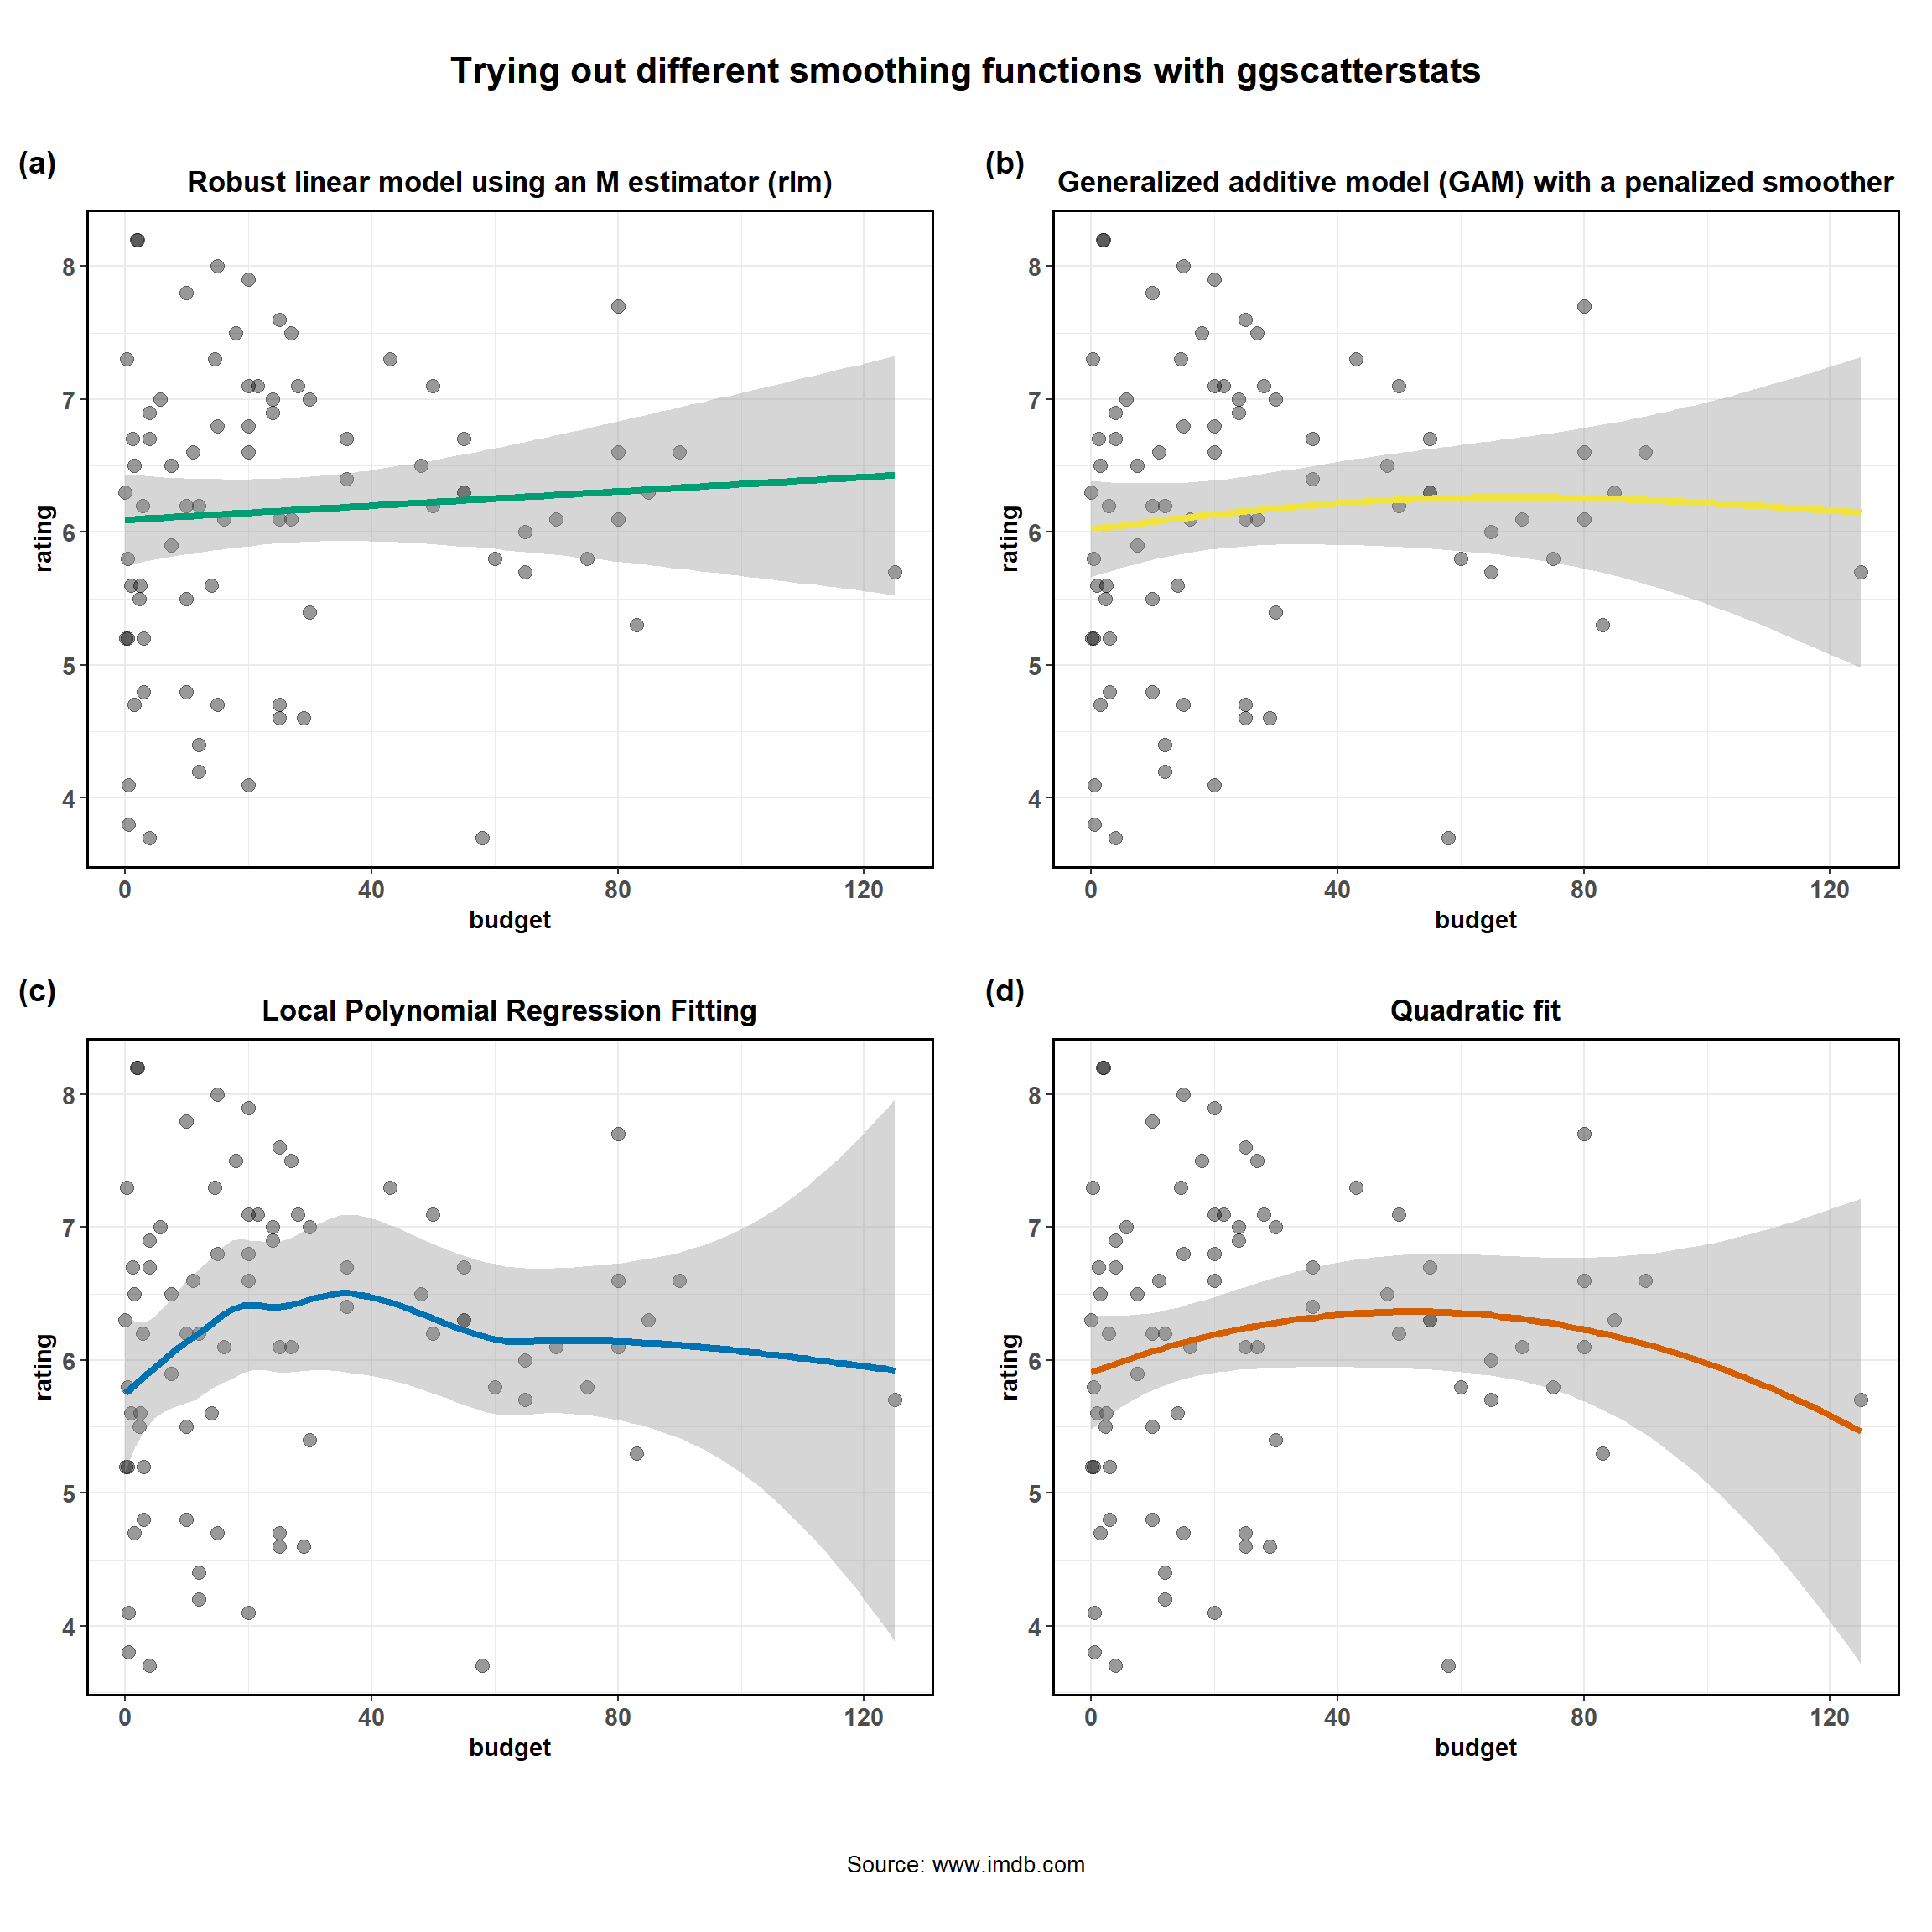 Trying out different smoothing functions with ggscatterstats
(a)
Robust linear model using an M estimator (rlm)
8
7
6
5
4
rating
0 40 80 120
budget
(b)
Generalized additive model (GAM) with a penalized smoother
8
7
6
5
4
rating
0 40 80 120
budget
(c)
Local Polynomial Regression Fitting
8
7
6
5
4
rating
0 40 80 120
budget
(d)
Quadratic fit
8
7
6
5
4
rating
0 40 80 120
budget
Source: www.imdb.com